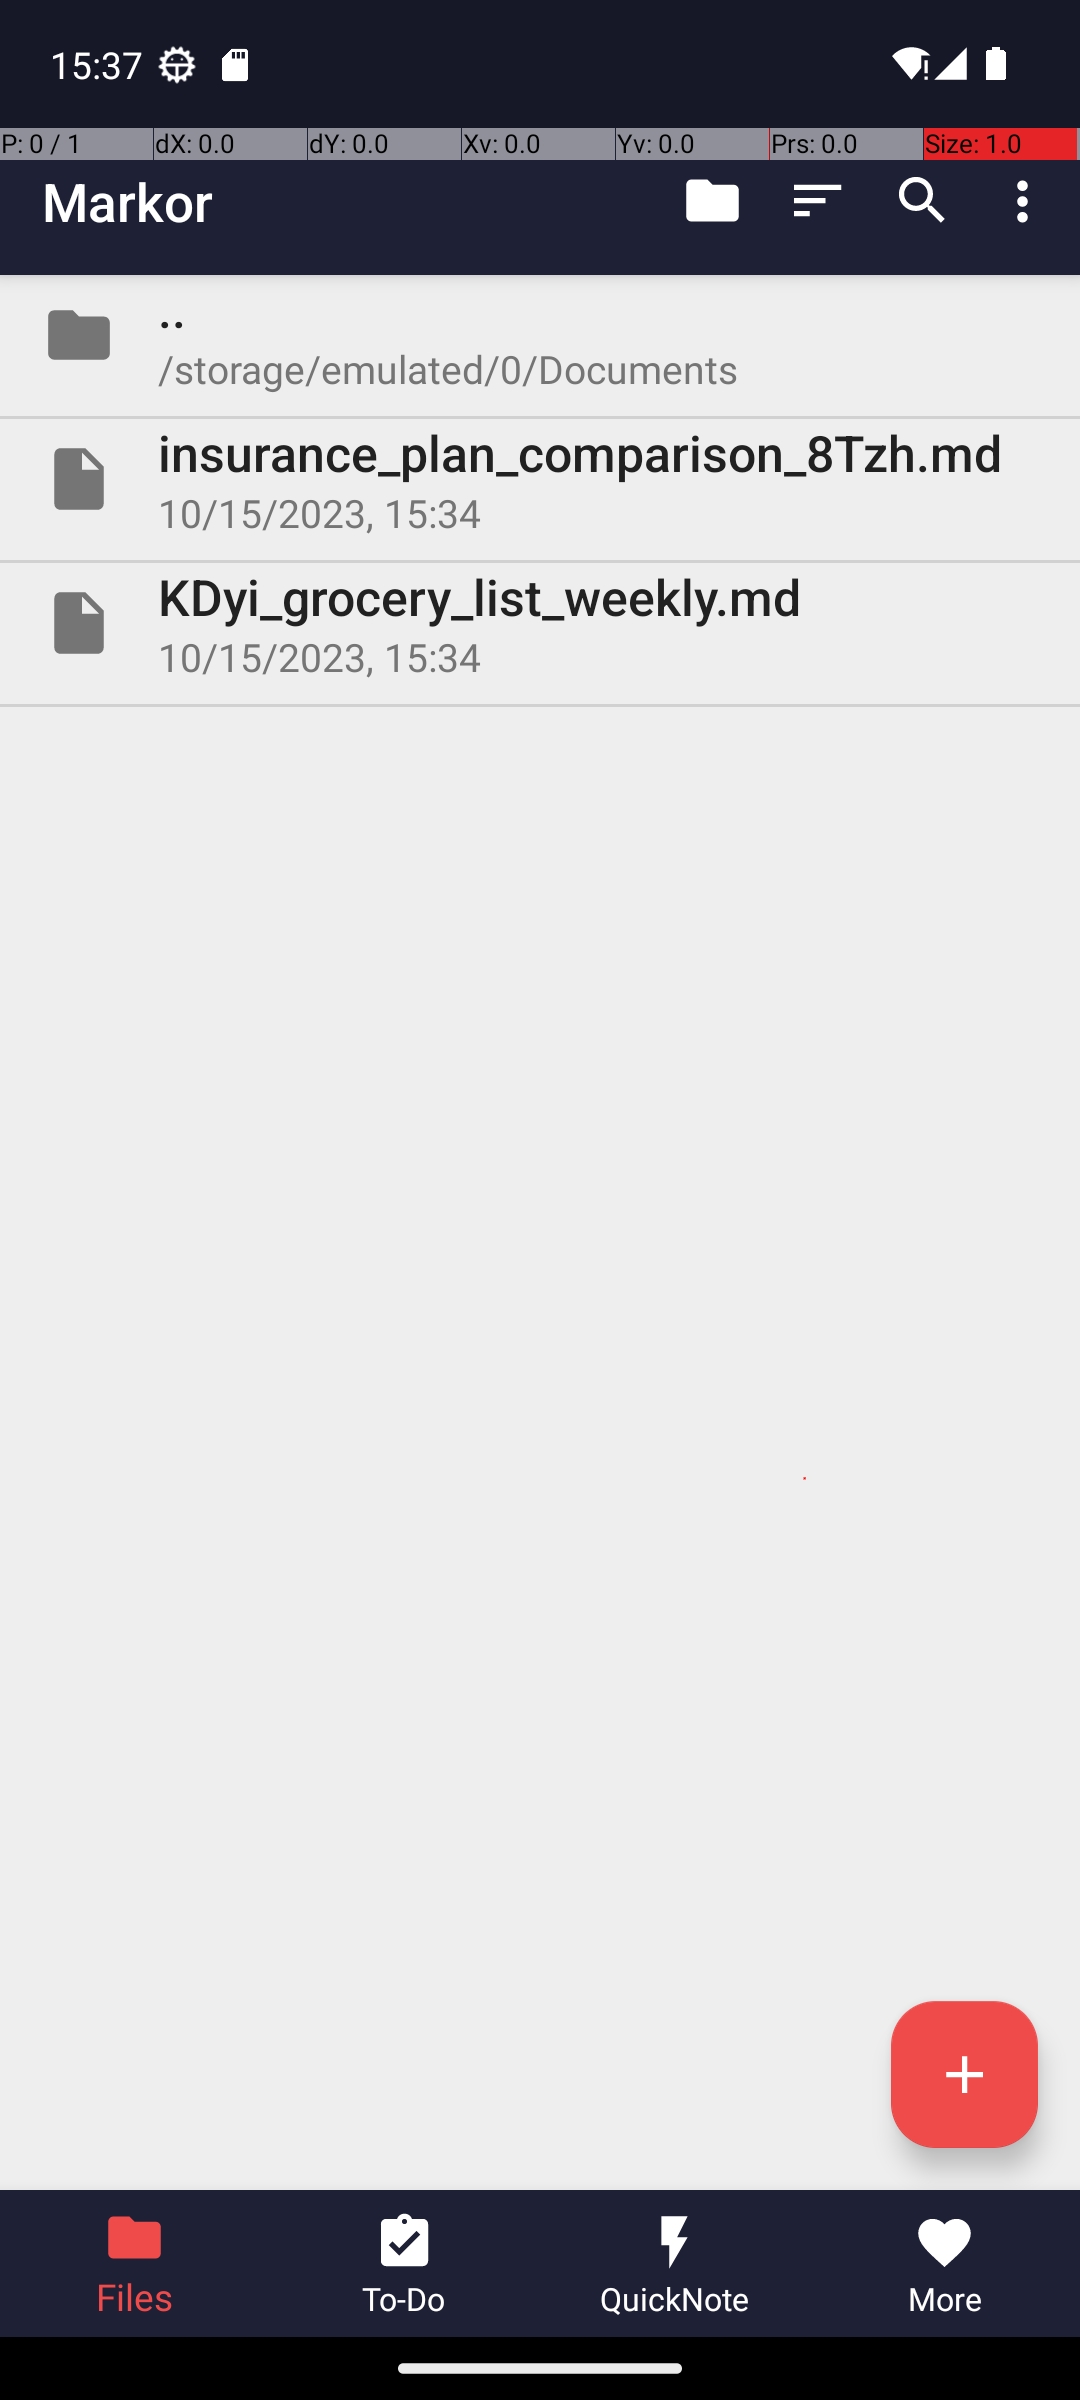 15:37
P: 0 / 1 dX: 0.0 dY: 0.0 Xv: 0.0 Yv: 0.0 Prs: 0.0 Size: 1.0
Markor
..
/storage/emulated/0/Documents
insurance_plan_comparison_8Tzh.md
10/15/2023, 15:34
KDyi_grocery_list_weekly.md
10/15/2023, 15:34
Files To-Do QuickNote More